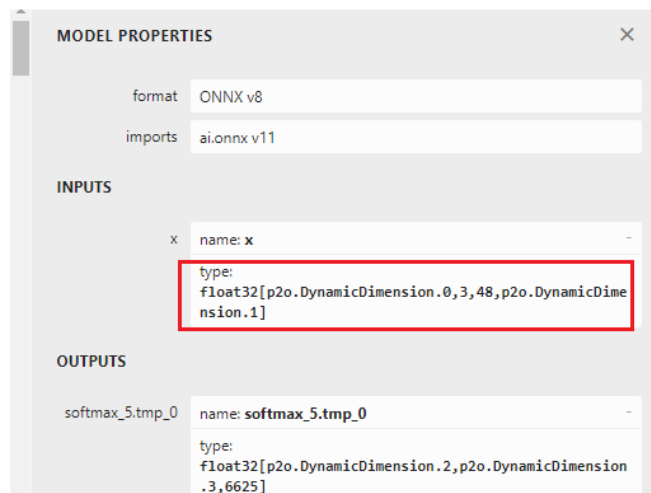 MODEL PROPERTIES
format ONNX v8
imports ai.onnx v11
INPUTS
x name: x -
type:
float32[p2o.DynamicDimension.0,3,48,p2o.DynamicDime
nsion.1]
OUTPUTS
softmax_5.tmp_0 name: softmax_5.tmp_0 -
type:
float32[p2o.DynamicDimension.2,p2o.DynamicDimension
.3,6625]